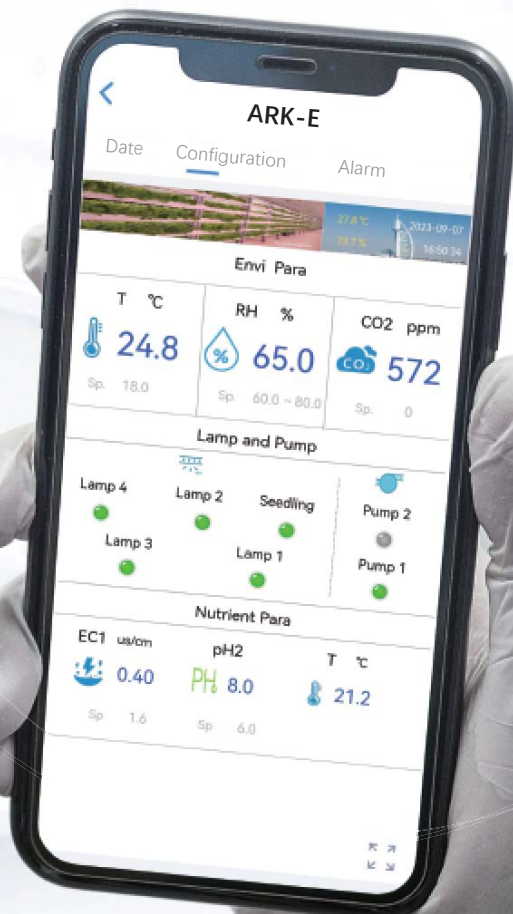 ARK-E
Date Configuration Alarm
27.8 ℃ 2023-09-07
73.7 % 16:50:34
Envi Para
T ℃ RH % CO2 ppm
% CO₂
24.8 65.0 572
Sp. 18.0 Sp. 60.0 ~ 80.0 Sp. 0
Lamp and Pump
Lamp 4 Lamp 2 Seedling Pump 2
Lamp 3 Lamp 1 Pump 1
Nutrient Para
EC1 us/cm pH2 T ℃
0.40 PH 8.0 21.2
Sp 1.6 Sp 6.0